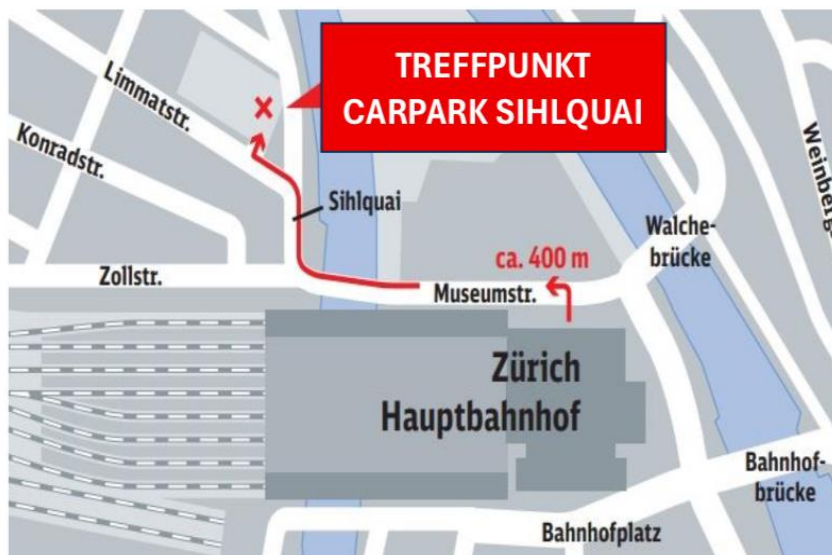 TREFFPUNKT
CARPARK SIHLQUAI
Limmatstr.
Konradstr.
Sihlquai
Walche-
brücke
Zollstr.
ca. 400 m
Museumstr.
Zürich
Hauptbahnhof
Bahnhof-
brücke
Bahnhofplatz